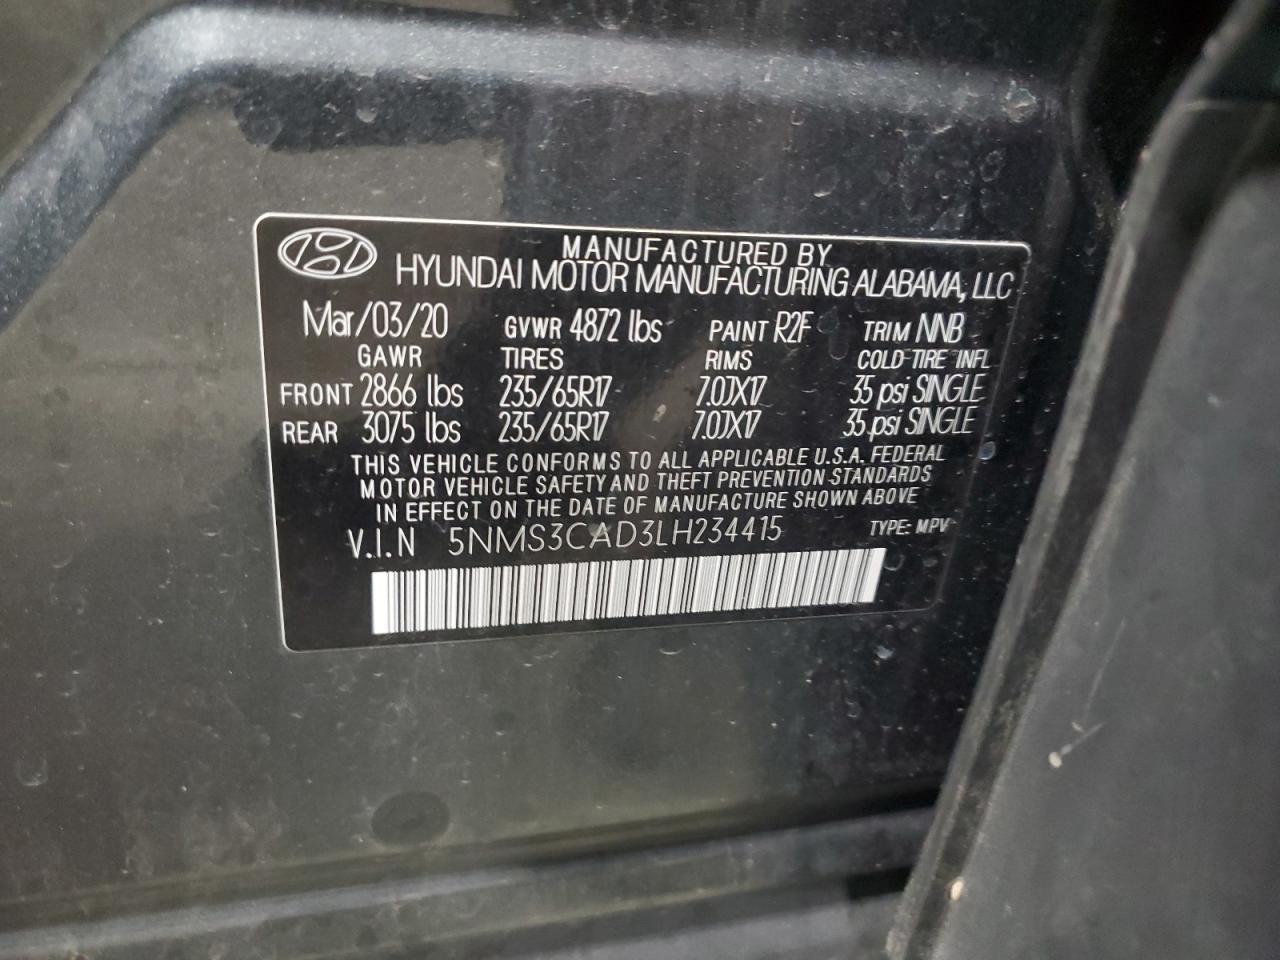 MANUFACTURED BY
HYUNDAI MOTOR MANUFACTURING ALABAMA, LLC
Mar/03/20 GVWR 4872 lbs PAINT R2F TRIM NNB
GAWR TIRES RIMS COLD TIRE INFL
FRONT 2866 lbs 235/65R17 7.0JX17 35 psi SINGLE
REAR 3075 lbs 235/65R17 7.0JX17 35 psi SINGLE
THIS VEHICLE CONFORMS TO ALL APPLICABLE U.S.A. FEDERAL
MOTOR VEHICLE SAFETY AND THEFT PREVENTION STANDARDS
IN EFFECT ON THE DATE OF MANUFACTURE SHOWN ABOVE
V.I.N 5NMS3CAD3LH234415 TYPE: MPV